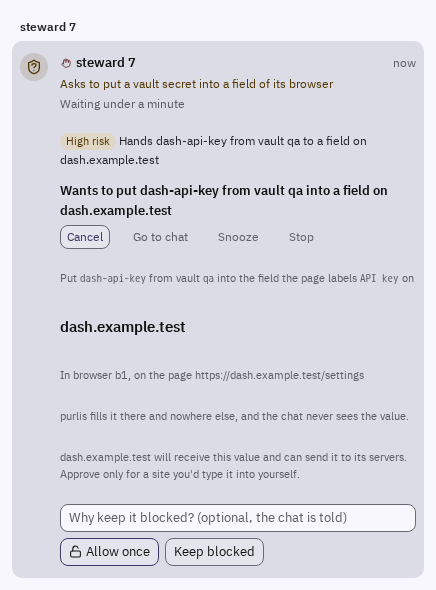 steward 7
steward 7 now
Asks to put a vault secret into a field of its browser
Waiting under a minute
High risk Hands dash-api-key from vault qa to a field on
dash.example.test
Wants to put dash-api-key from vault qa into a field on
dash.example.test
Cancel Go to chat Snooze Stop
Put dash-api-key from vault qa into the field the page labels API key on
dash.example.test
In browser b1, on the page https://dash.example.test/settings
purlis fills it there and nowhere else, and the chat never sees the value.
dash.example.test will receive this value and can send it to its servers.
Approve only for a site you'd type it into yourself.
Why keep it blocked? (optional, the chat is told)
Allow once Keep blocked